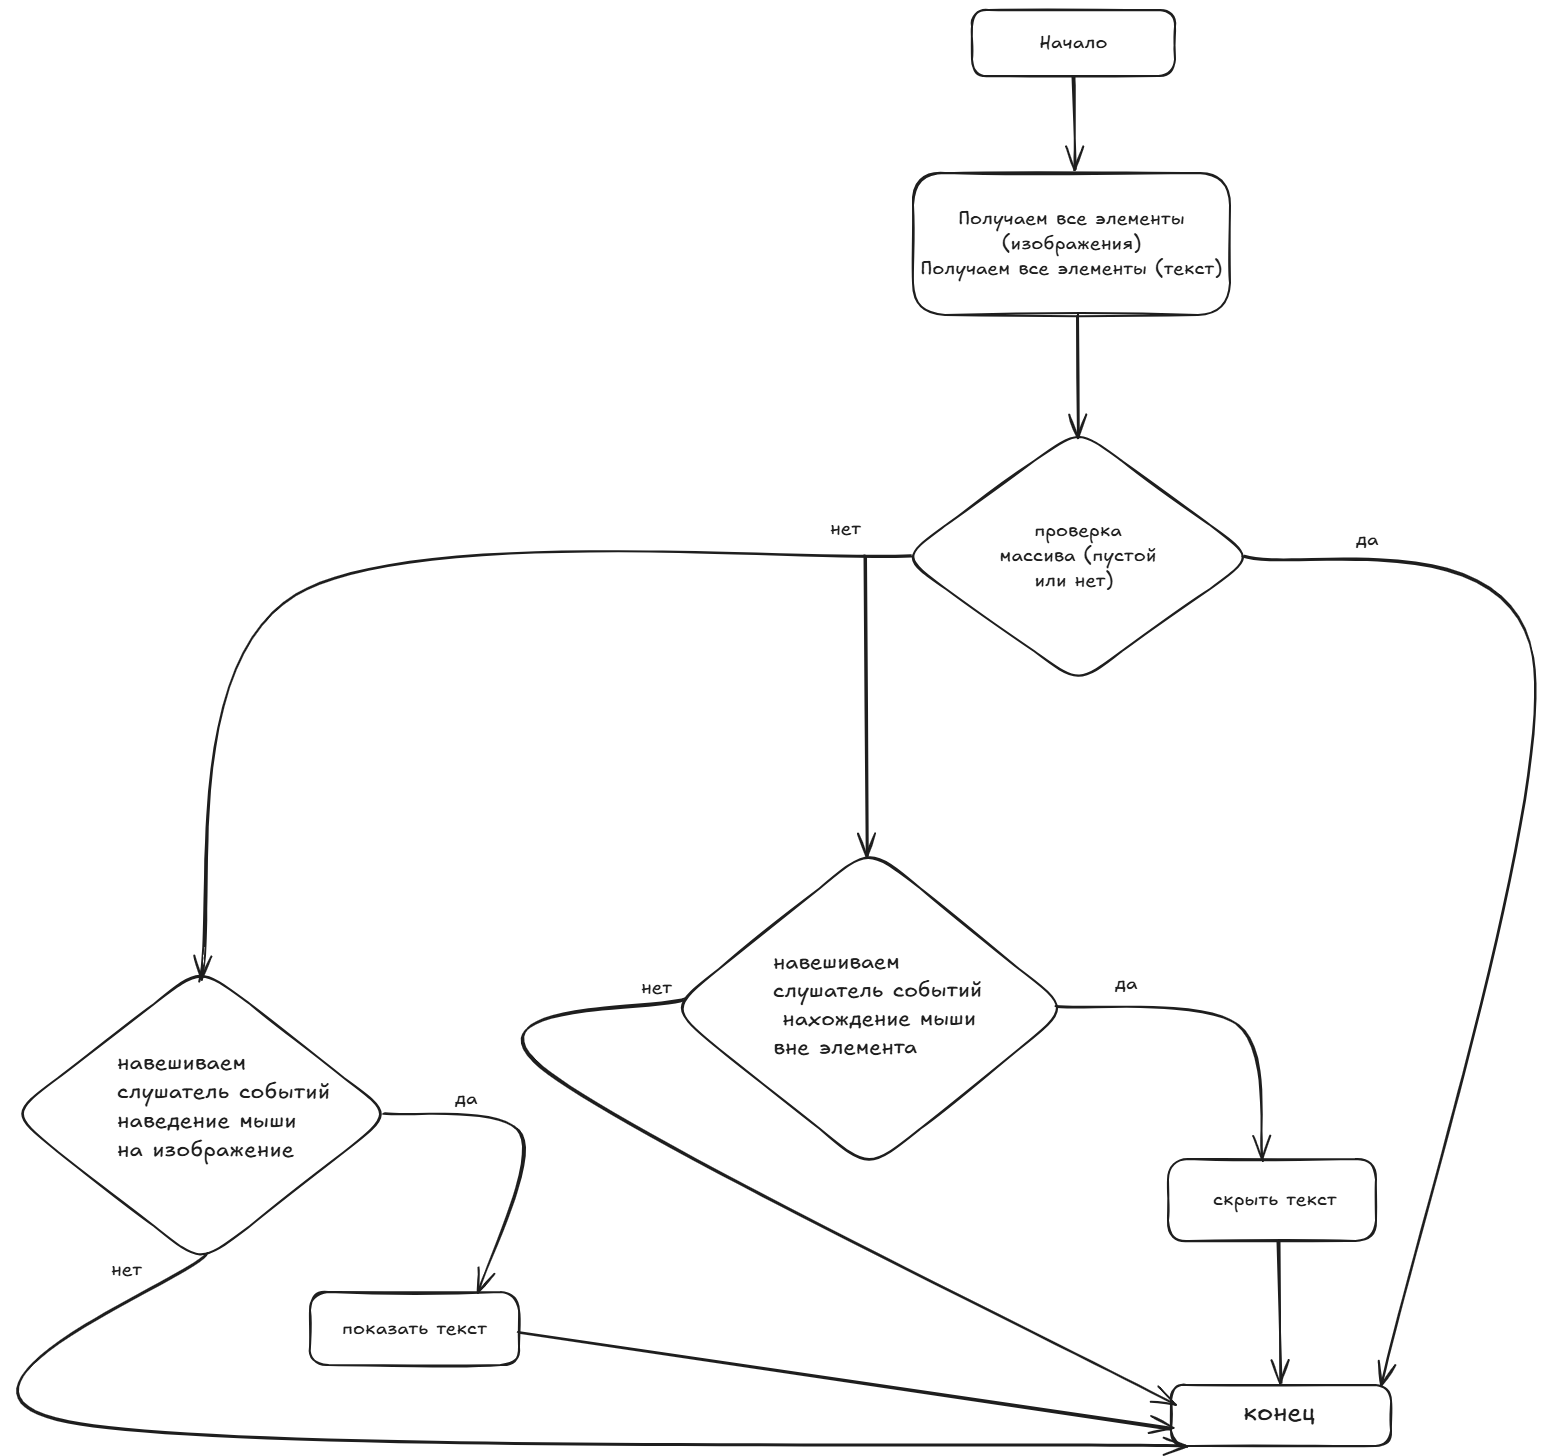 Начало
Получаем все элементы
(изображения)
Получаем все элементы (текст)
проверка
массива (пустой
или нет)
нет
да
навешиваем
слушатель событий
нахождение мыши
вне элемента
нет
да
навешиваем
слушатель событий
наведение мыши
на изображение
да
нет
скрыть текст
показать текст
конец